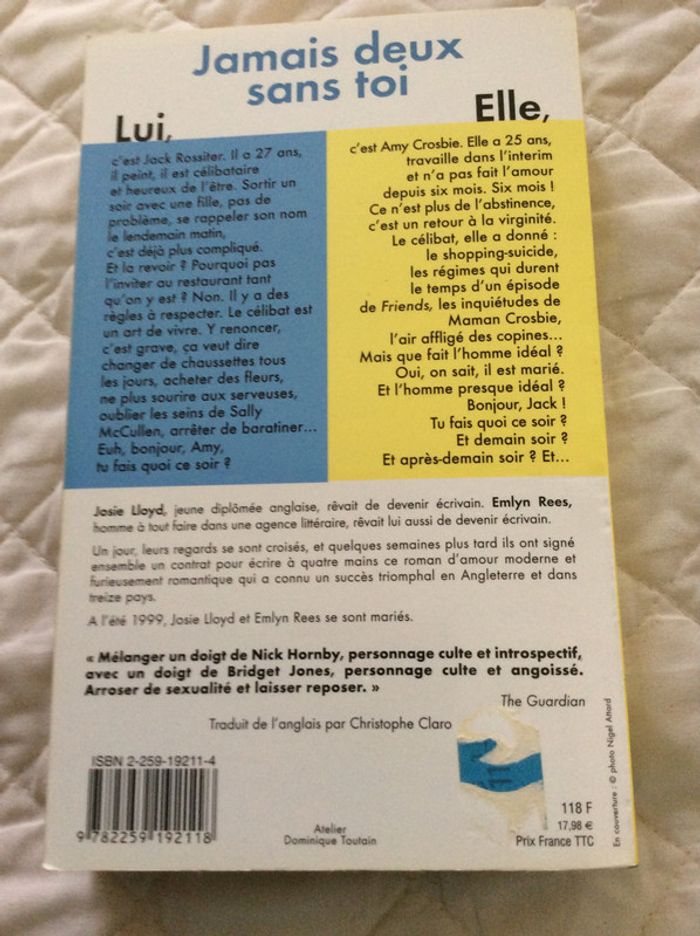 Jamais deux
sans toi
Lui,
c'est Jack Rossiter. Il a 27 ans,
il peint, il est célibataire
et heureux de l'être. Sortir un
soir avec une fille, pas de
problème, se rappeler son nom
le lendemain matin,
c'est déjà plus compliqué.
Et la revoir ? Pourquoi pas
l'inviter au restaurant tant
qu'on y est ? Non. Il y a des
règles à respecter. Le célibat est
un art de vivre. Y renoncer,
c'est grave, ça veut dire
changer de chaussettes tous
les jours, acheter des fleurs,
ne plus sourire aux serveuses,
oublier les seins de Sally
McCullen, arrêter de baratiner...
Euh, bonjour, Amy,
tu fais quoi ce soir ?
Elle,
c'est Amy Crosbie. Elle a 25 ans,
travaille dans l'interim
et n'a pas fait l'amour
depuis six mois. Six mois !
Ce n'est plus de l'abstinence,
c'est un retour à la virginité.
Le célibat, elle a donné :
le shopping-suicide,
les régimes qui durent
le temps d'un épisode
de Friends, les inquiétudes de
Maman Crosbie,
l'air affligé des copines...
Mais que fait l'homme idéal ?
Oui, on sait, il est marié.
Et l'homme presque idéal ?
Bonjour, Jack !
Tu fais quoi ce soir ?
Et demain soir ?
Et après-demain soir ? Et...
Josie Lloyd, jeune diplômée anglaise, rêvait de devenir écrivain. Emlyn Rees,
homme à tout faire dans une agence littéraire, rêvait lui aussi de devenir écrivain.
Un jour, leurs regards se sont croisés, et quelques semaines plus tard ils ont signé
ensemble un contrat pour écrire à quatre mains ce roman d'amour moderne et
furieusement romantique qui a connu un succès triomphal en Angleterre et dans
treize pays.
A l'été 1999, Josie Lloyd et Emlyn Rees se sont mariés.
« Mélanger un doigt de Nick Hornby, personnage culte et introspectif,
avec un doigt de Bridget Jones, personnage culte et angoissé.
Arroser de sexualité et laisser reposer. »
The Guardian
Traduit de l'anglais par Christophe Claro
ISBN 2-259-19211-4
9 782259 192118
Atelier
Dominique Toutain
118 F
17,98 €
Prix France TTC
En couverture : © photo Nigel Attard